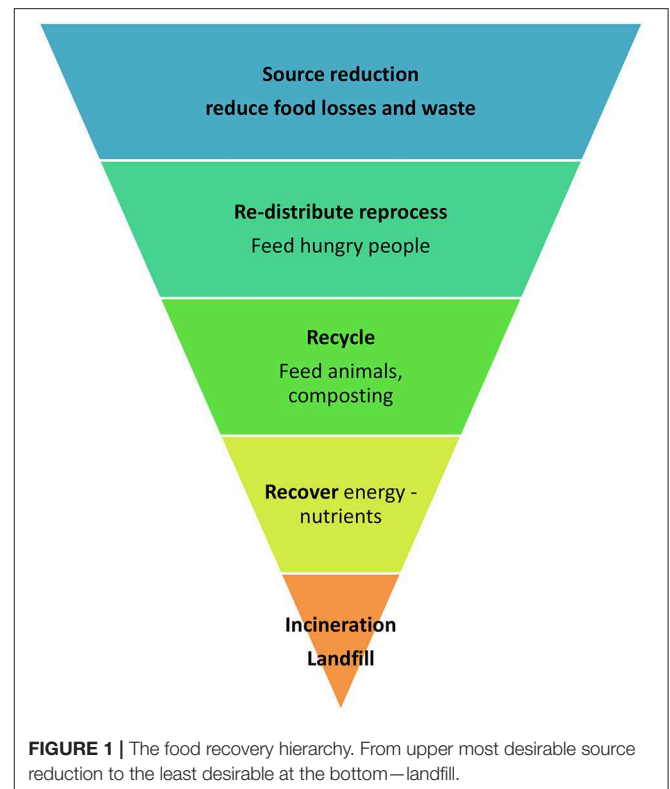 Source reduction
reduce food losses and waste
Re-distribute reprocess
Feed hungry people
Recycle
Feed animals,
composting
Recover energy -
nutrients
Incineration
Landfill
FIGURE 1 | The food recovery hierarchy. From upper most desirable source
reduction to the least desirable at the bottom—landfill.